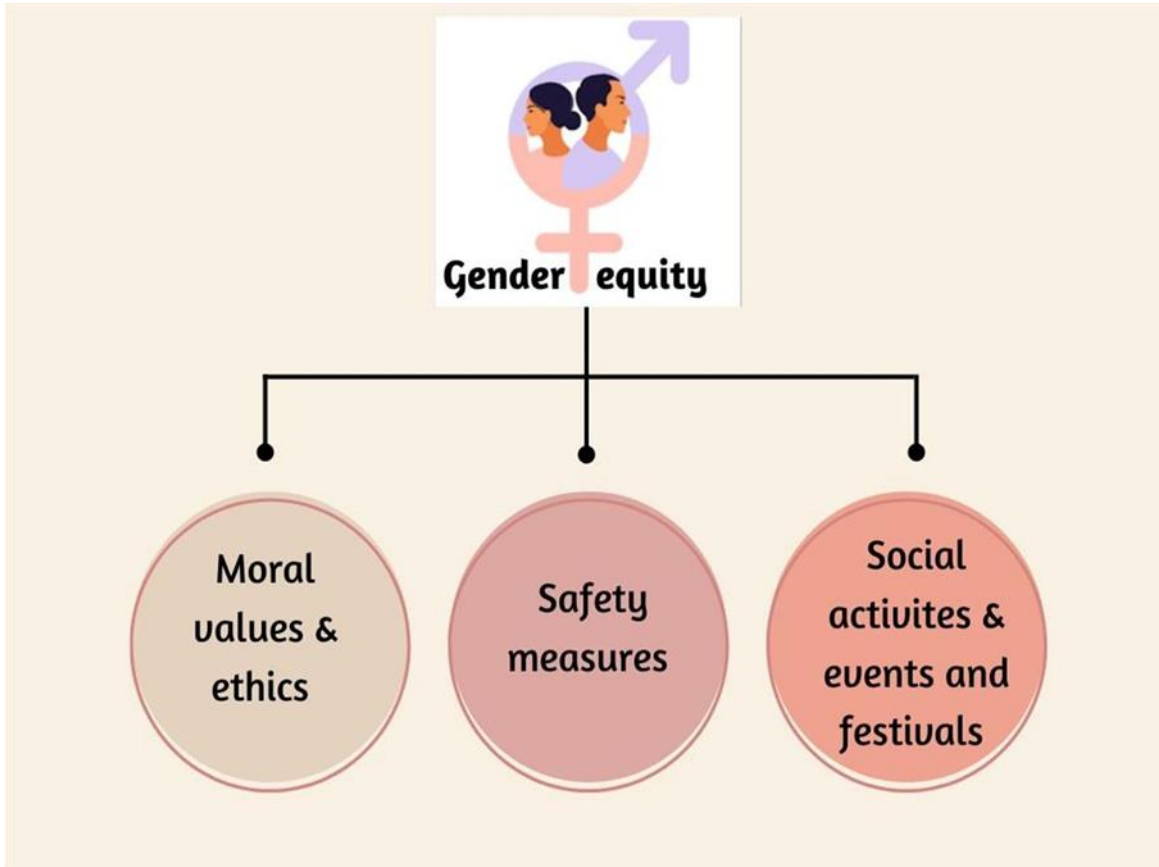 Gender equity
Moral
values &
ethics
Safety
measures
Social
activites &
events and
festivals